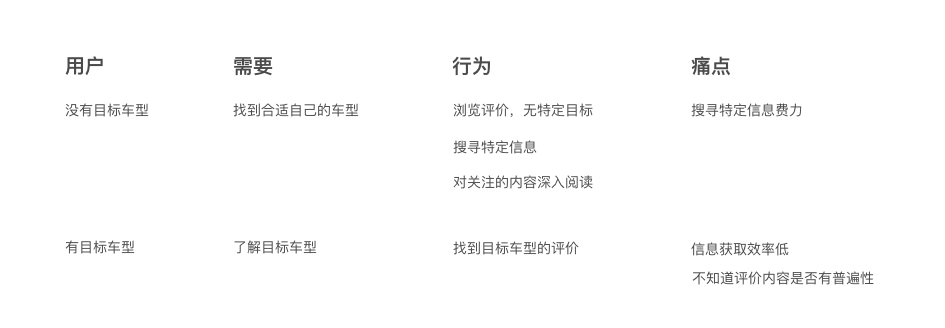 用户 需要 行为 痛点
没有目标车型 找到合适自己的车型 浏览评价，无特定目标 搜寻特定信息费力
搜寻特定信息
对关注的内容深入阅读
有目标车型 了解目标车型 找到目标车型的评价 信息获取效率低
不知道评价内容是否有普遍性